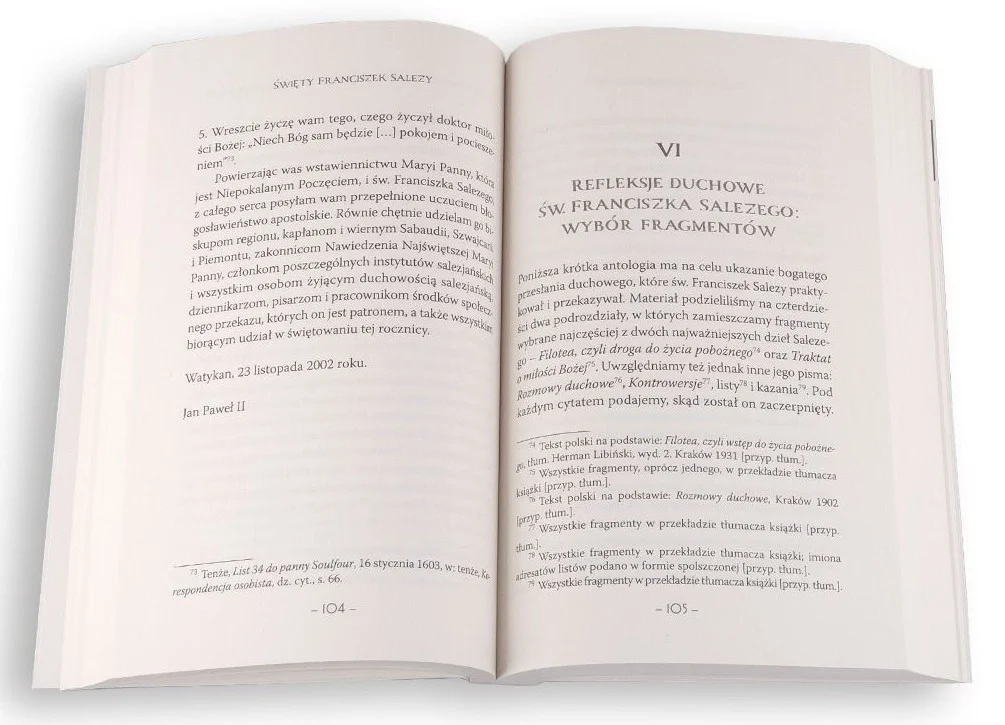 ŚWIĘTY FRANCISZEK SALEZY
5. Wreszcie życzę wam tego, czego życzył doktor miło-
ści Bożej: „Niech Bóg sam będzie […] pokojem i pociesze-
niem”⁷³.
Powierzając was wstawiennictwu Maryi Panny, która
jest Niepokalanym Poczęciem, i św. Franciszka Salezego,
z całego serca posyłam wam przepełnione uczuciem bło-
gosławieństwo apostolskie. Równie chętnie udzielam go bi-
skupom regionu, kapłanom i wiernym Sabaudii, Szwajcarii
i Piemontu, zakonnicom Nawiedzenia Najświętszej Maryi
Panny, członkom poszczególnych instytutów salezjańskich
i wszystkim osobom żyjącym duchowością salezjańską,
dziennikarzom, pisarzom i pracownikom środków społecz-
nego przekazu, których on jest patronem, a także wszystkim
biorącym udział w świętowaniu tej rocznicy.
Watykan, 23 listopada 2002 roku.
Jan Paweł II
⁷³ Tenże, List 34 do panny Soulfour, 16 stycznia 1603, w: tenże, Ko-
respondencja osobista, dz. cyt., s. 66.
– 104 –
VI
REFLEKSJE DUCHOWE
ŚW. FRANCISZKA SALEZEGO:
WYBÓR FRAGMENTÓW
Poniższa krótka antologia ma na celu ukazanie bogatego
przesłania duchowego, które św. Franciszek Salezy prakty-
kował i przekazywał. Materiał podzieliliśmy na czterdzie-
ści dwa podrozdziały, w których zamieszczamy fragmenty
wybrane najczęściej z dwóch najważniejszych dzieł Saleze-
go – Filotea, czyli droga do życia pobożnego⁷⁴ oraz Traktat
o miłości Bożej⁷⁵. Uwzględniamy też jednak inne jego pisma:
Rozmowy duchowe⁷⁶, Kontrowersje⁷⁷, listy⁷⁸ i kazania⁷⁹. Pod
każdym cytatem podajemy, skąd został on zaczerpnięty.
⁷⁴ Tekst polski na podstawie: Filotea, czyli wstęp do życia pobożne-
go, tłum. Herman Libiński, wyd. 2, Kraków 1931 [przyp. tłum.].
⁷⁵ Wszystkie fragmenty, oprócz jednego, w przekładzie tłumacza
książki [przyp. tłum.].
⁷⁶ Tekst polski na podstawie: Rozmowy duchowe, Kraków 1902
[przyp. tłum.].
⁷⁷ Wszystkie fragmenty w przekładzie tłumacza książki [przyp.
tłum.].
⁷⁸ Wszystkie fragmenty w przekładzie tłumacza książki; imiona
adresatów listów podano w formie spolszczonej [przyp. tłum.].
⁷⁹ Wszystkie fragmenty w przekładzie tłumacza książki [przyp. tłum.].
– 105 –